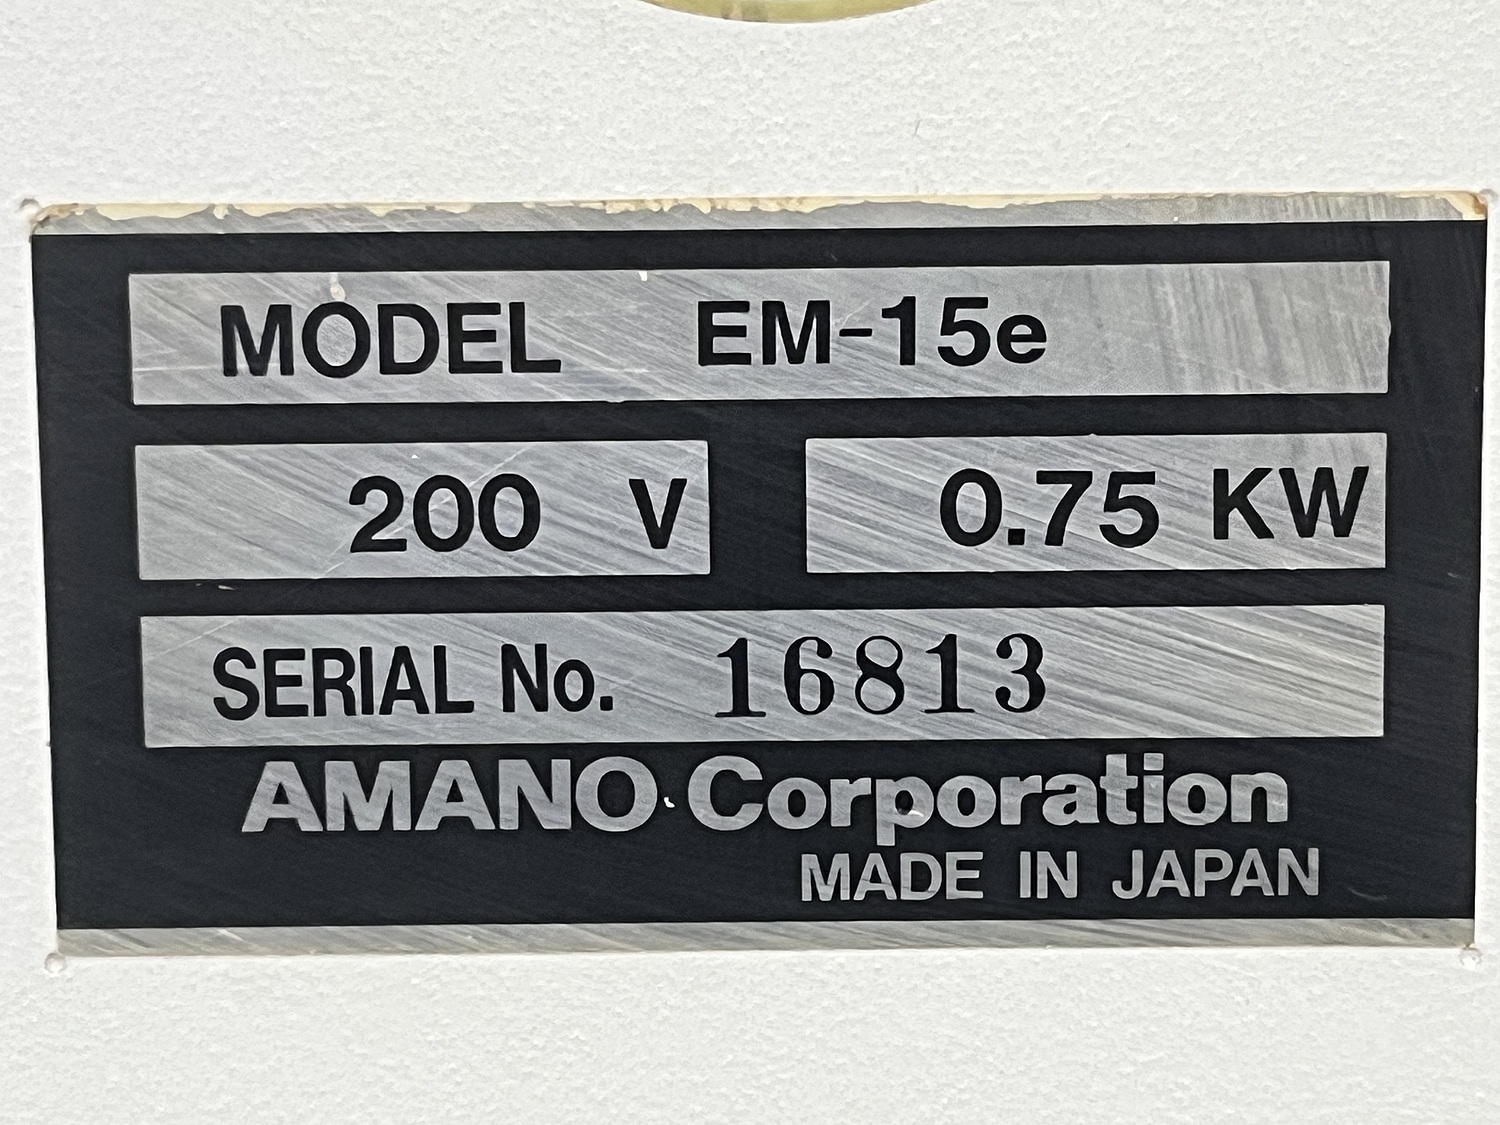 MODEL EM-15e
200 V 0.75 KW
SERIAL No. 16813
AMANO Corporation
MADE IN JAPAN